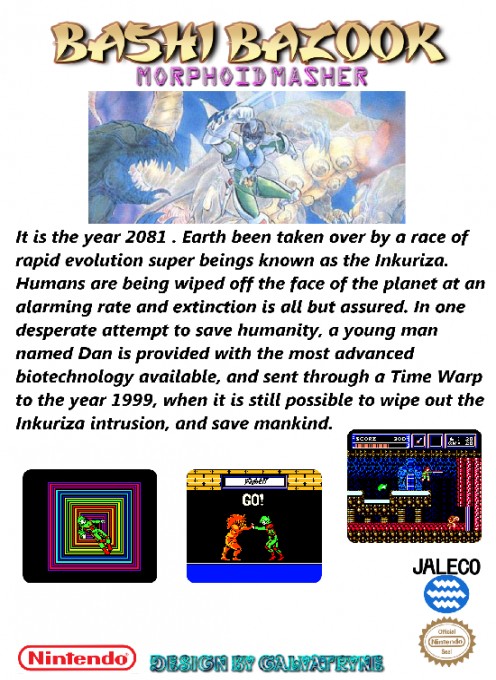 BASHI BAZOOK
MORPHOID MASHER
It is the year 2081 . Earth been taken over by a race of
rapid evolution super beings known as the Inkuriza.
Humans are being wiped off the face of the planet at an
alarming rate and extinction is all but assured. In one
desperate attempt to save humanity, a young man
named Dan is provided with the most advanced
biotechnology available, and sent through a Time Warp
to the year 1999, when it is still possible to wipe out the
Inkuriza intrusion, and save mankind.
SCORE 300
GO!
JALECO
Official
Nintendo
Seal
Nintendo
DESIGN BY GALVATRYNE